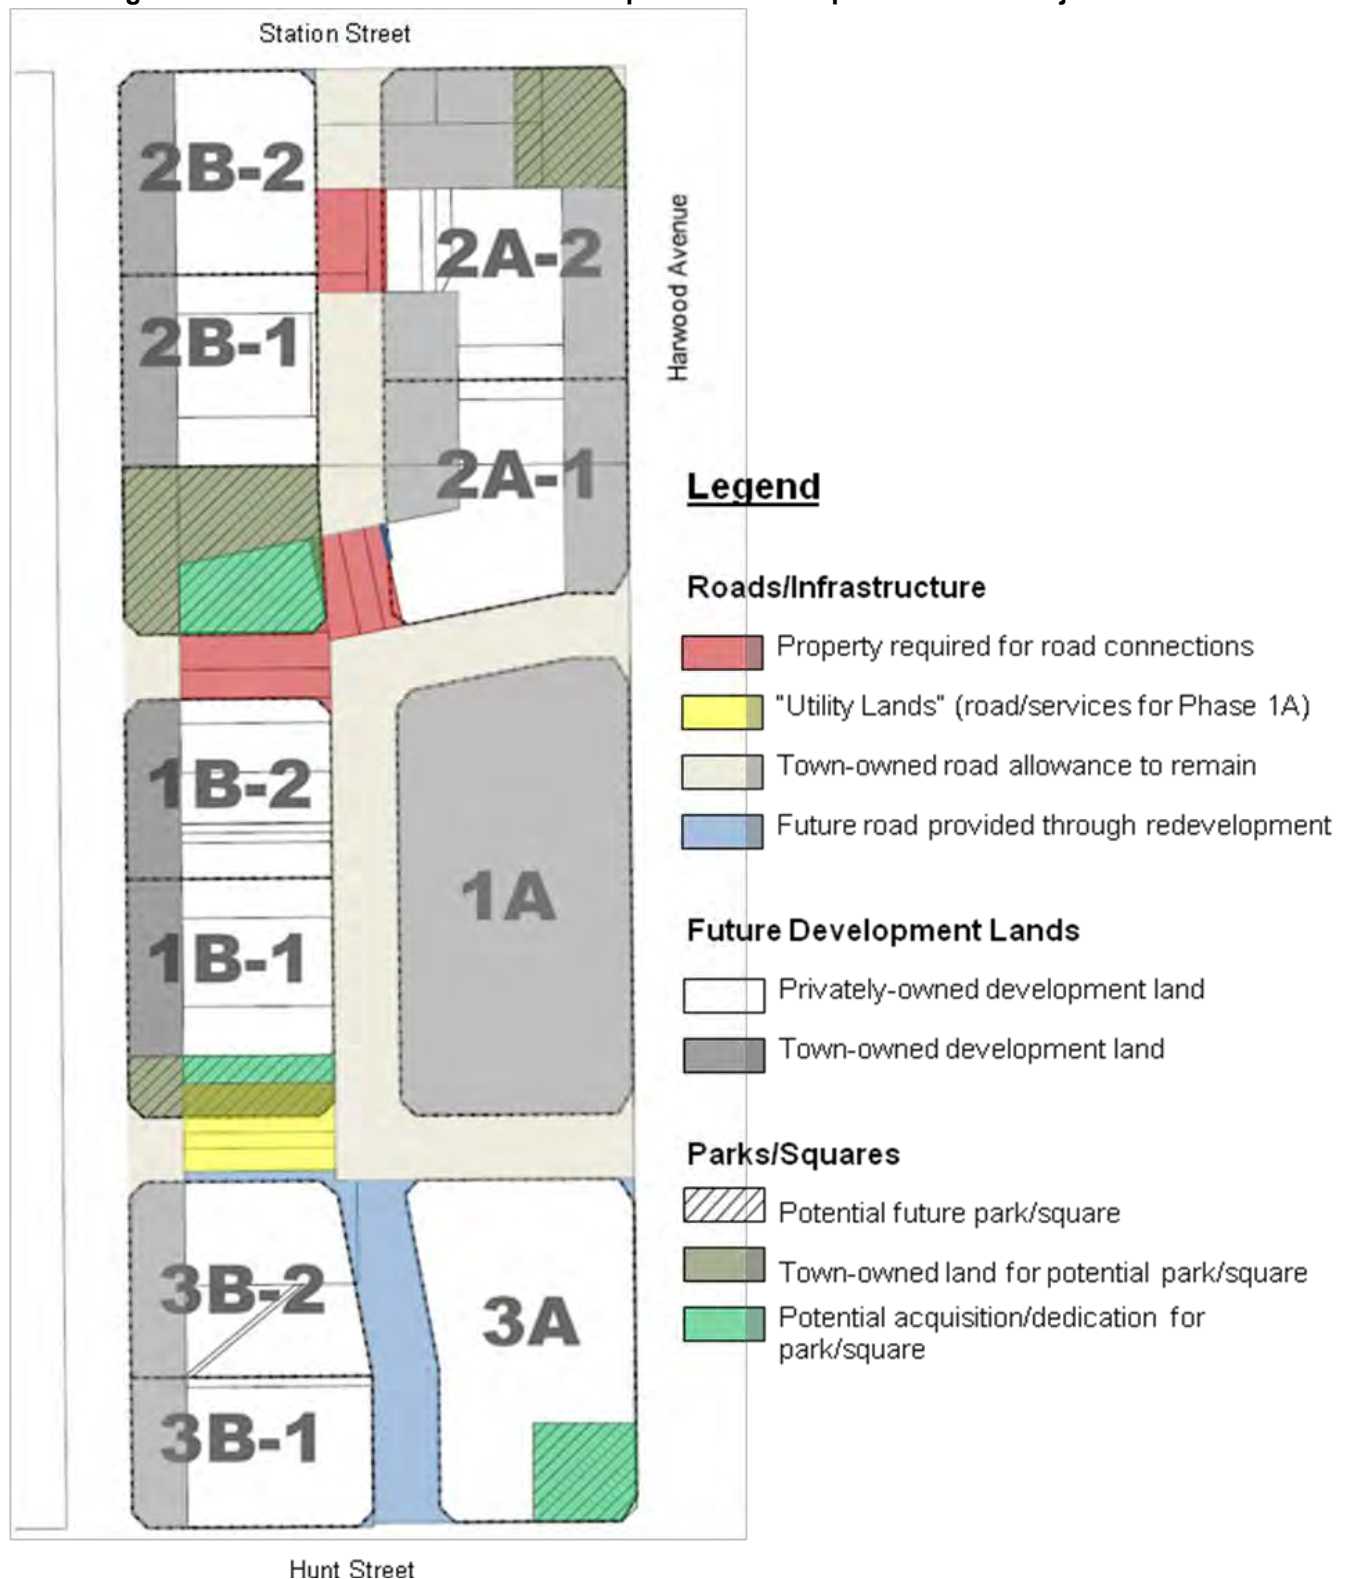 Station Street
2B-2
2A-2
Harwood Avenue
2B-1
2A-1
Legend
Roads/Infrastructure
Property required for road connections
"Utility Lands" (road/services for Phase 1A)
Town-owned road allowance to remain
Future road provided through redevelopment
1B-2
1A
1B-1
Future Development Lands
Privately-owned development land
Town-owned development land
Parks/Squares
Potential future park/square
Town-owned land for potential park/square
Potential acquisition/dedication for
park/square
3B-2
3A
3B-1
Hunt Street